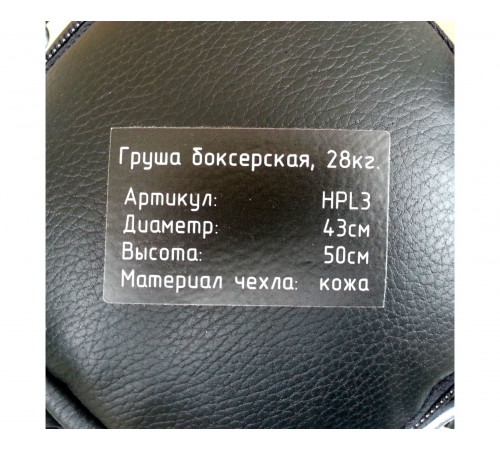 Груша боксерская, 28кг.
Артикул: HPL3
Диаметр: 43см
Высота: 50см
Материал чехла: кожа